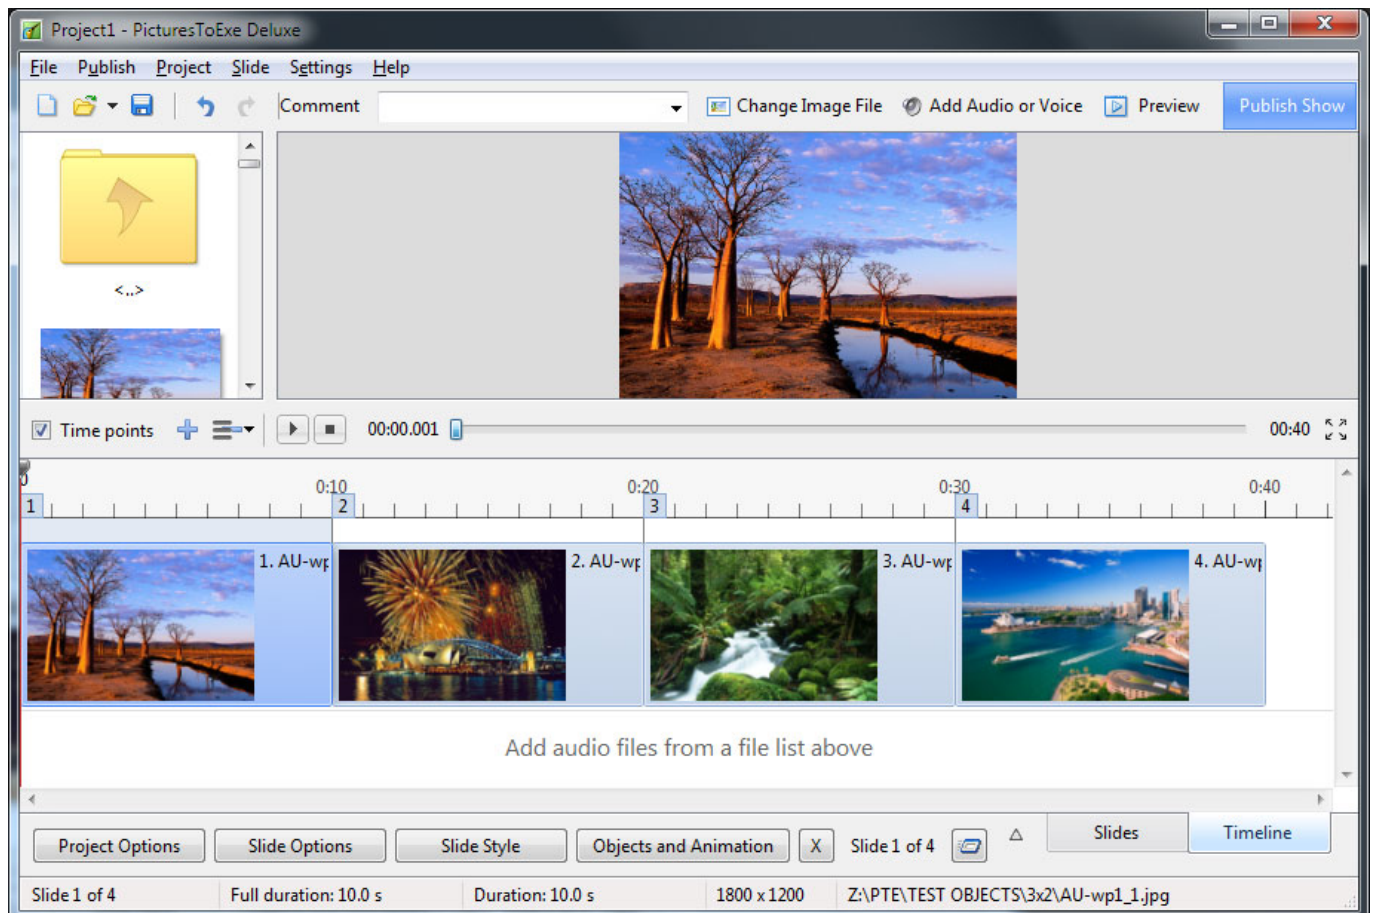 Project1 - PicturesToExe Deluxe
File Publish Project Slide Settings Help
Comment Change Image File Add Audio or Voice Preview Publish Show
<..>
Time points 00:00.001 00:40
0 0:10 0:20 0:30 0:40
1 2 3 4
1. AU-wp 2. AU-wp 3. AU-wp 4. AU-wp
Add audio files from a file list above
Project Options Slide Options Slide Style Objects and Animation X Slide 1 of 4 Slides Timeline
Slide 1 of 4 Full duration: 10.0 s Duration: 10.0 s 1800 x 1200 Z:\PTE\TEST OBJECTS\3x2\AU-wp1_1.jpg